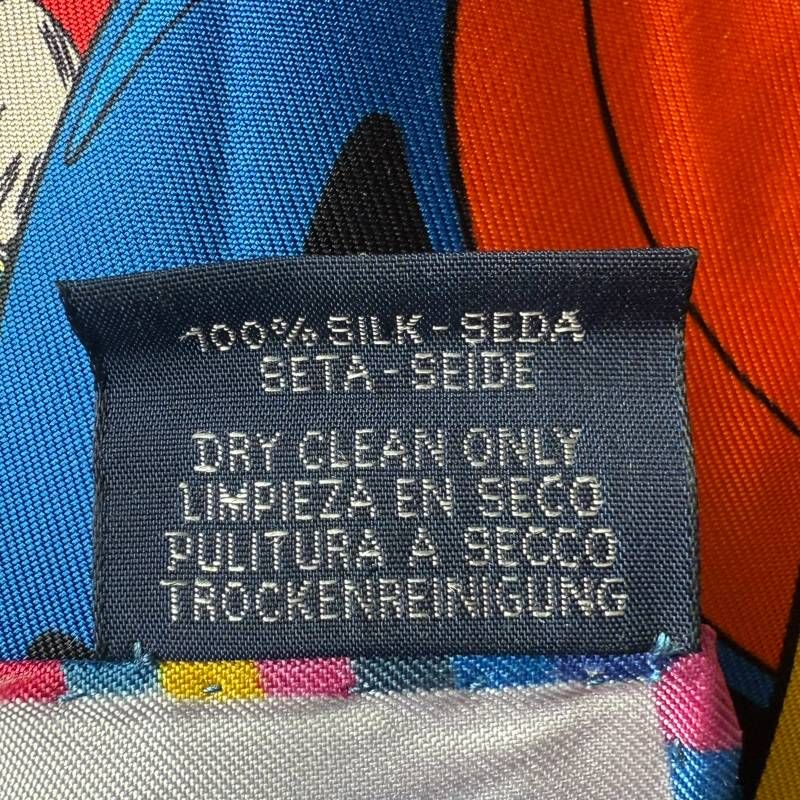 100% SILK - SEDA
SETA - SEIDE
DRY CLEAN ONLY
LIMPIEZA EN SECO
PULITURA A SECCO
TROCKENREINIGUNG